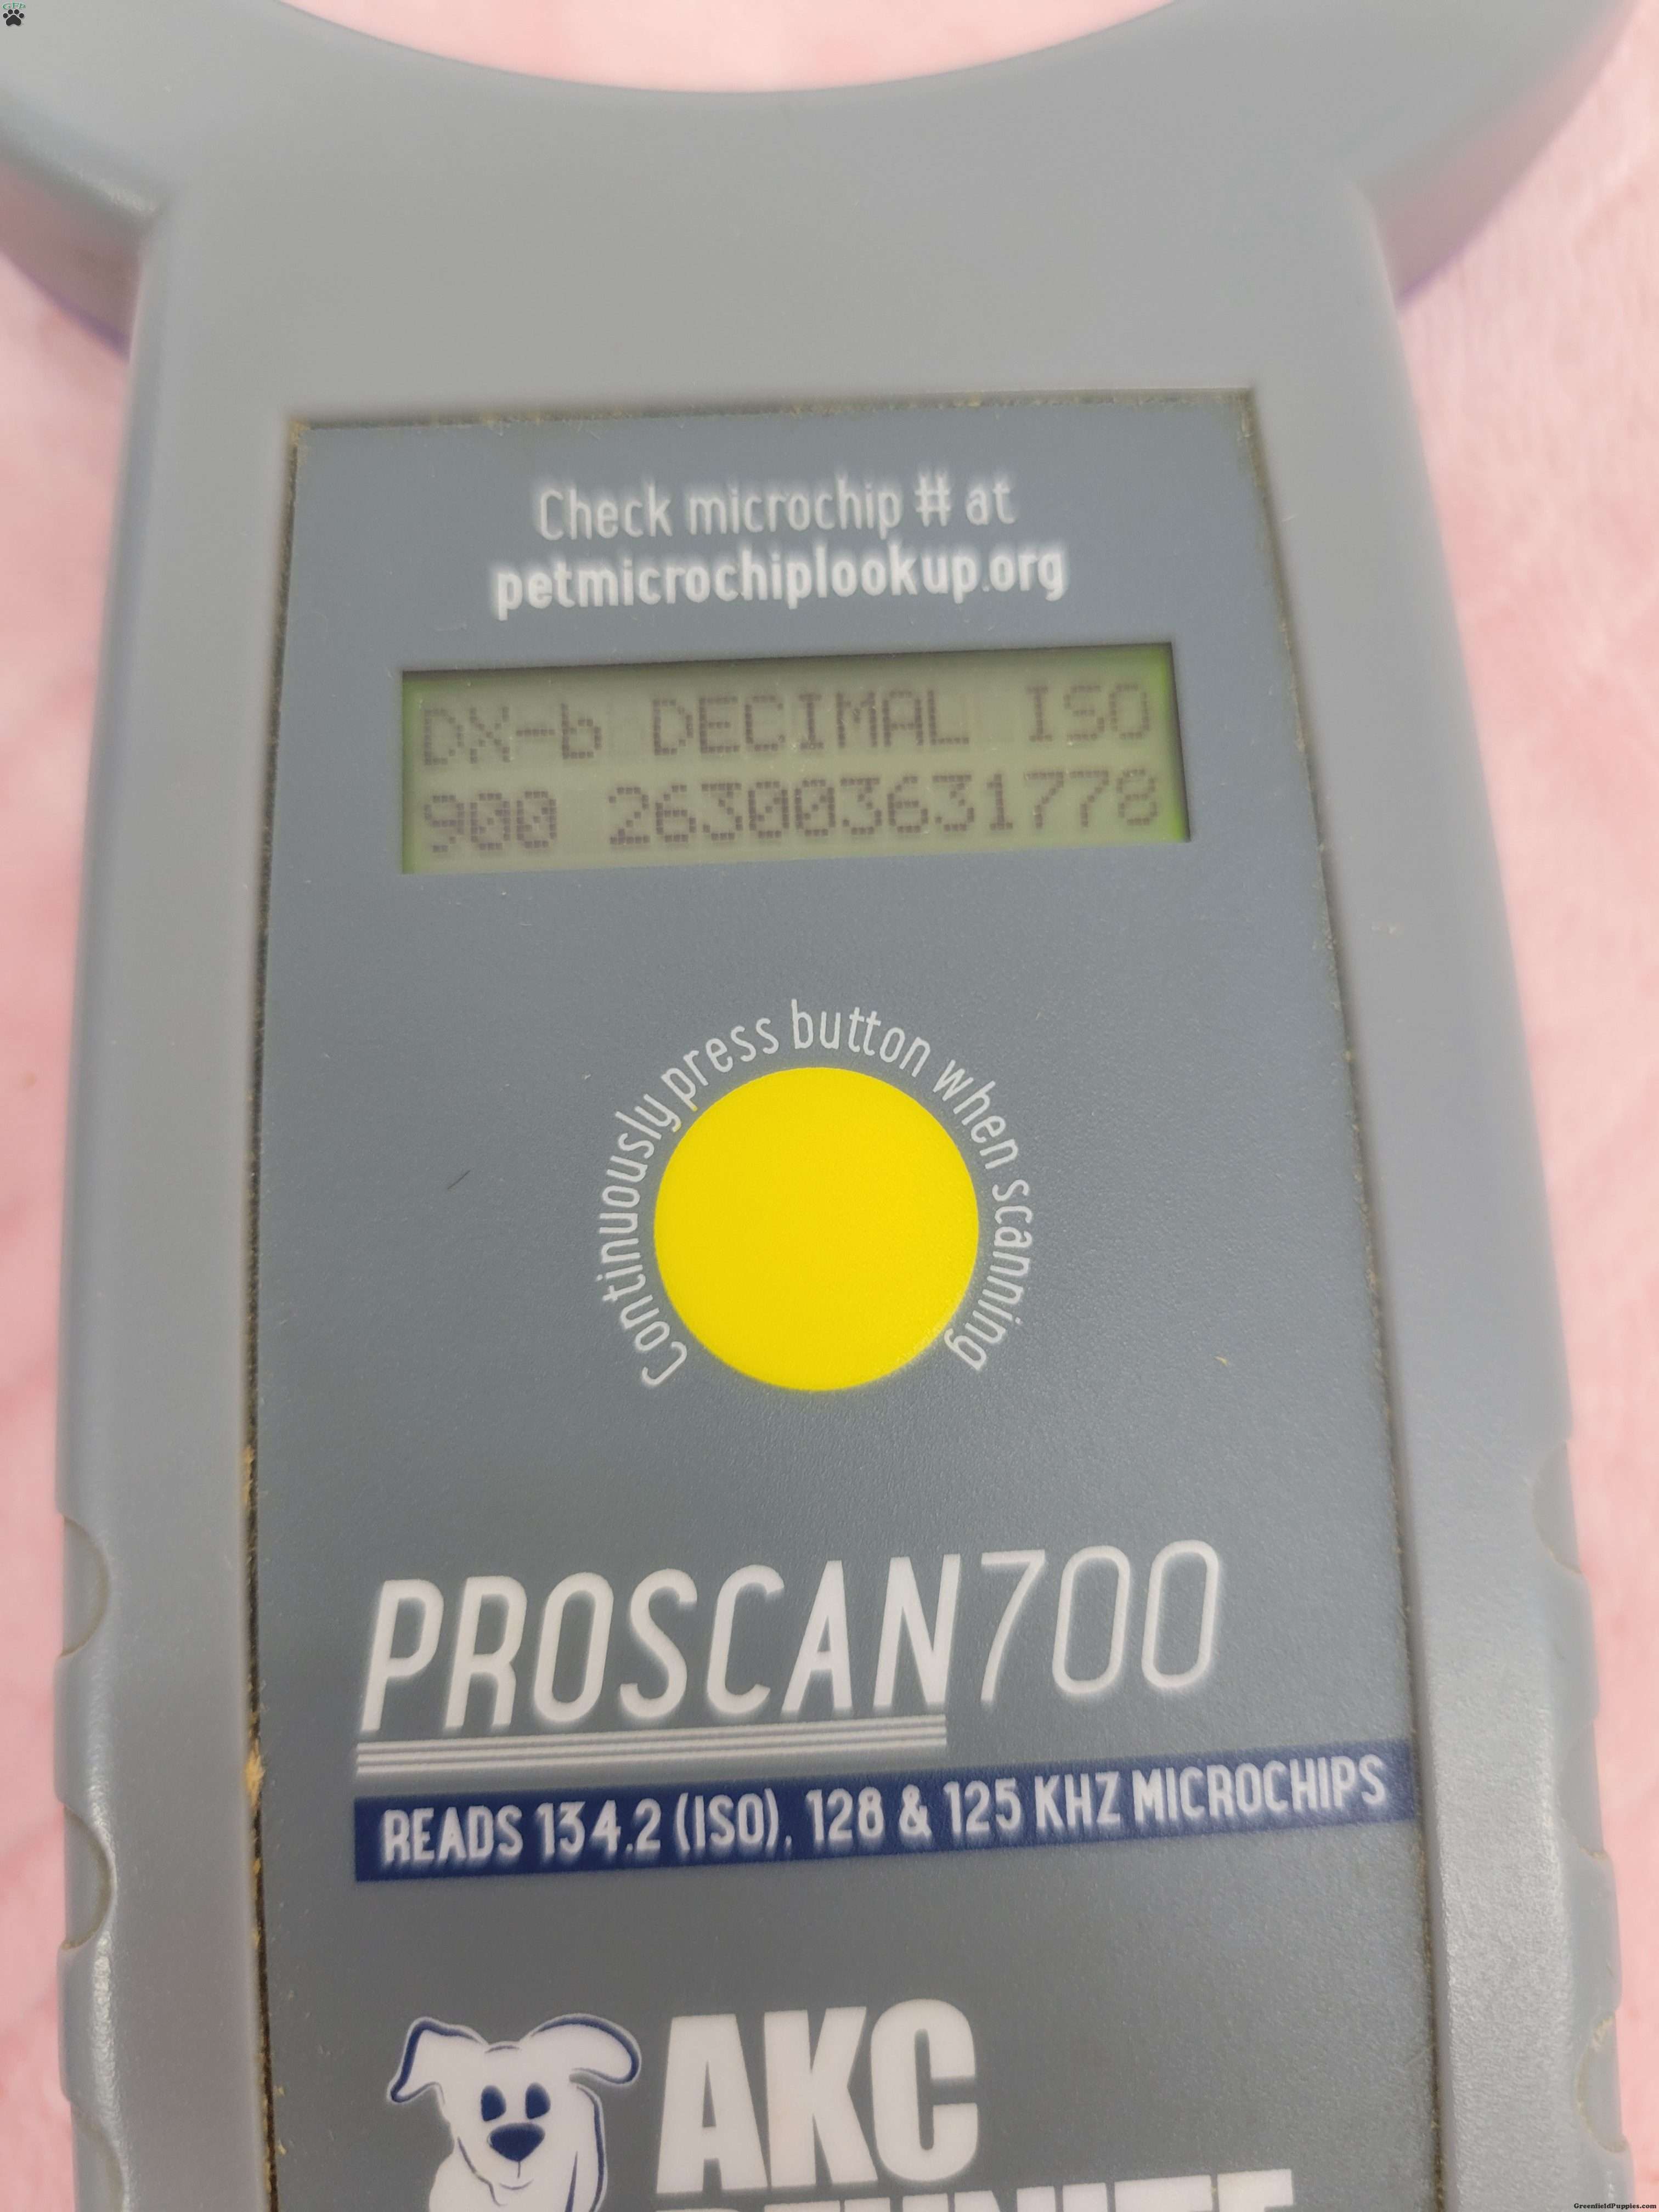 GFP
Check microchip # at
petmicrochiplookup.org
DX-b DECIMAL ISO
900 263003631778
Continuously press button when scanning
PROSCAN700
READS 134.2 (ISO), 128 & 125 KHZ MICROCHIPS
AKC
GreenfieldPuppies.com